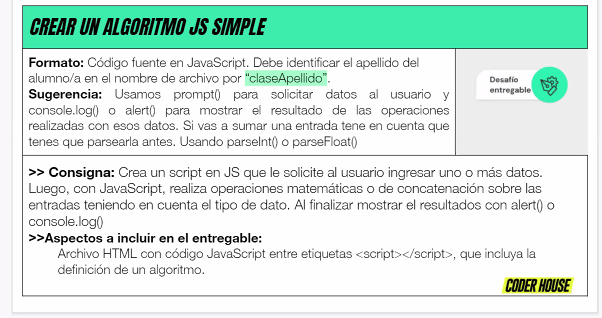 CREAR UN ALGORITMO JS SIMPLE
Formato: Código fuente en JavaScript. Debe identificar el apellido del
alumno/a en el nombre de archivo por “claseApellido”.
Sugerencia: Usamos prompt() para solicitar datos al usuario y
console.log() o alert() para mostrar el resultado de las operaciones
realizadas con esos datos. Si vas a sumar una entrada tene en cuenta que
tenes que parsearla antes. Usando parseInt() o parseFloat()
Desafío
entregable
>> Consigna: Crea un script en JS que le solicite al usuario ingresar uno o más datos.
Luego, con JavaScript, realiza operaciones matemáticas o de concatenación sobre las
entradas teniendo en cuenta el tipo de dato. Al finalizar mostrar el resultados con alert() o
console.log()
>>Aspectos a incluir en el entregable:
Archivo HTML con código JavaScript entre etiquetas <script></script>, que incluya la
definición de un algoritmo.
CODER HOUSE